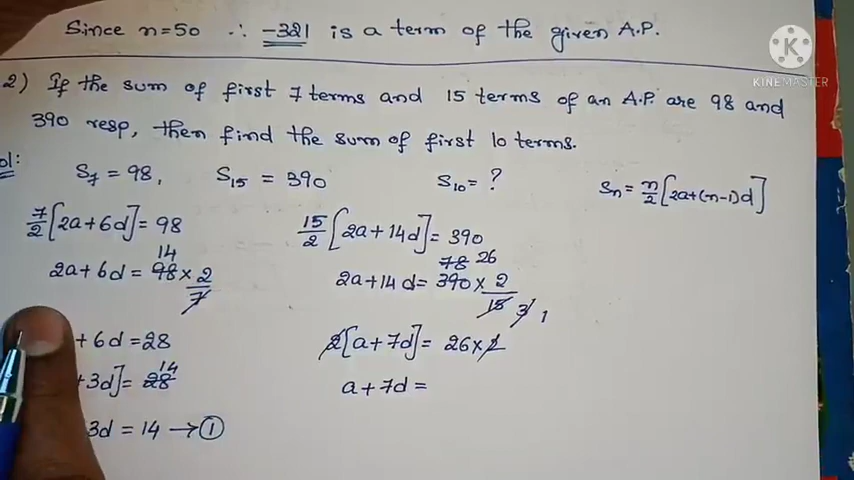 Since n=50 ∴ -321 is a term of the given A.P.
KINEMASTER
2) If the sum of first 7 terms and 15 terms of an A.P. are 98 and
390 resp, then find the sum of first 10 terms.
ol:
S₇ = 98, S₁₅ = 390 S₁₀ = ? Sn = n/2 [2a+(n-1)d]
7/2 [2a+6d] = 98 15/2 [2a+14d] = 390
14 78 26
2a+6d = 98 × 2/7 2a+14d = 390 × 2/15 3 1
+6d = 28 2[a+7d] = 26×2
14
+3d] = 28 a+7d =
3d = 14 → ①